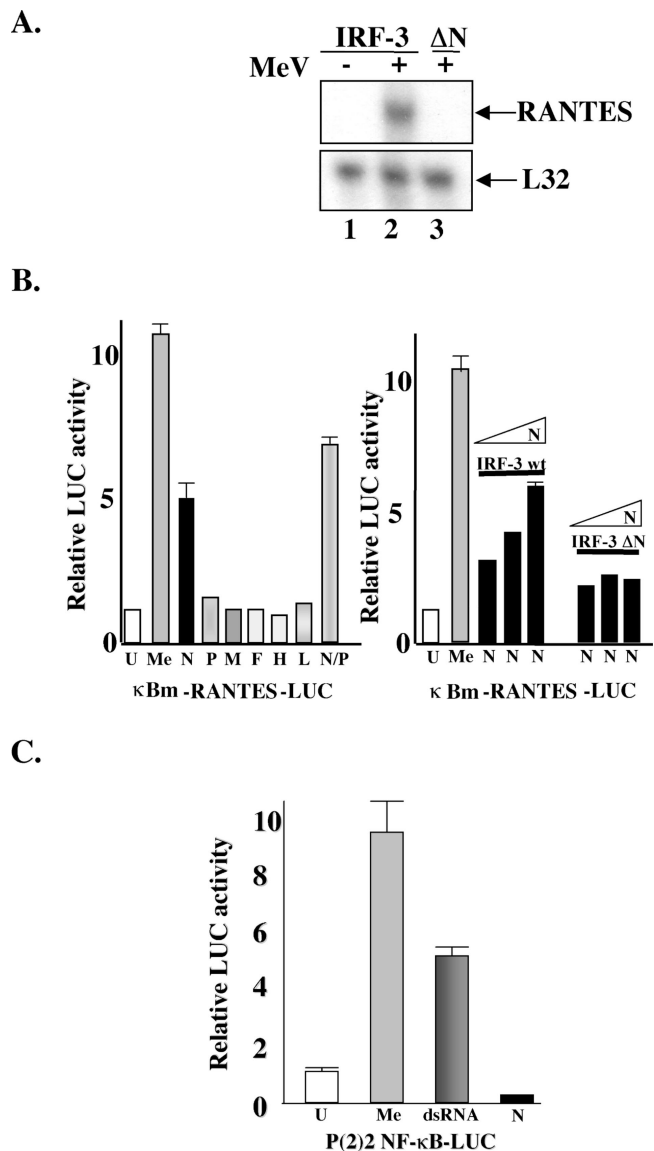 A.
IRF-3 ΔN
MeV - + +
RANTES
L32
1 2 3
B.
Relative LUC activity
10
5
0
U Me N P M F H L N/P
κBm -RANTES -LUC
Relative LUC activity
10
5
0
N
IRF-3 wt
N
IRF-3 ΔN
U Me N N N N N N
κBm -RANTES -LUC
C.
Relative LUC activity
10
8
6
4
2
0
U Me dsRNA N
P(2)2 NF-κB-LUC